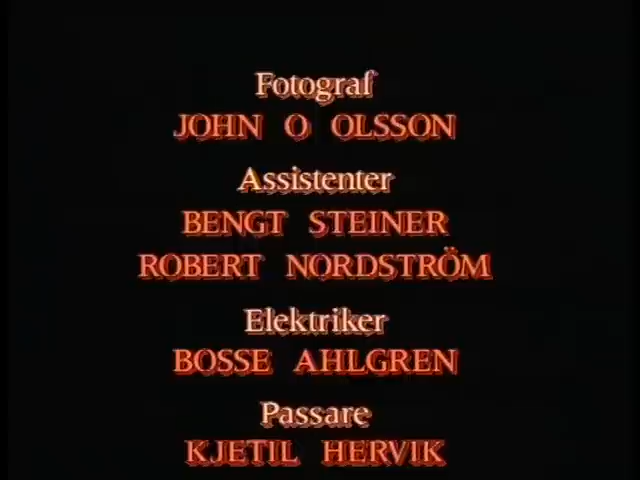 Fotograf
JOHN O OLSSON
Assistenter
BENGT STEINER
ROBERT NORDSTRÖM
Elektriker
BOSSE AHLGREN
Passare
KJETIL HERVIK